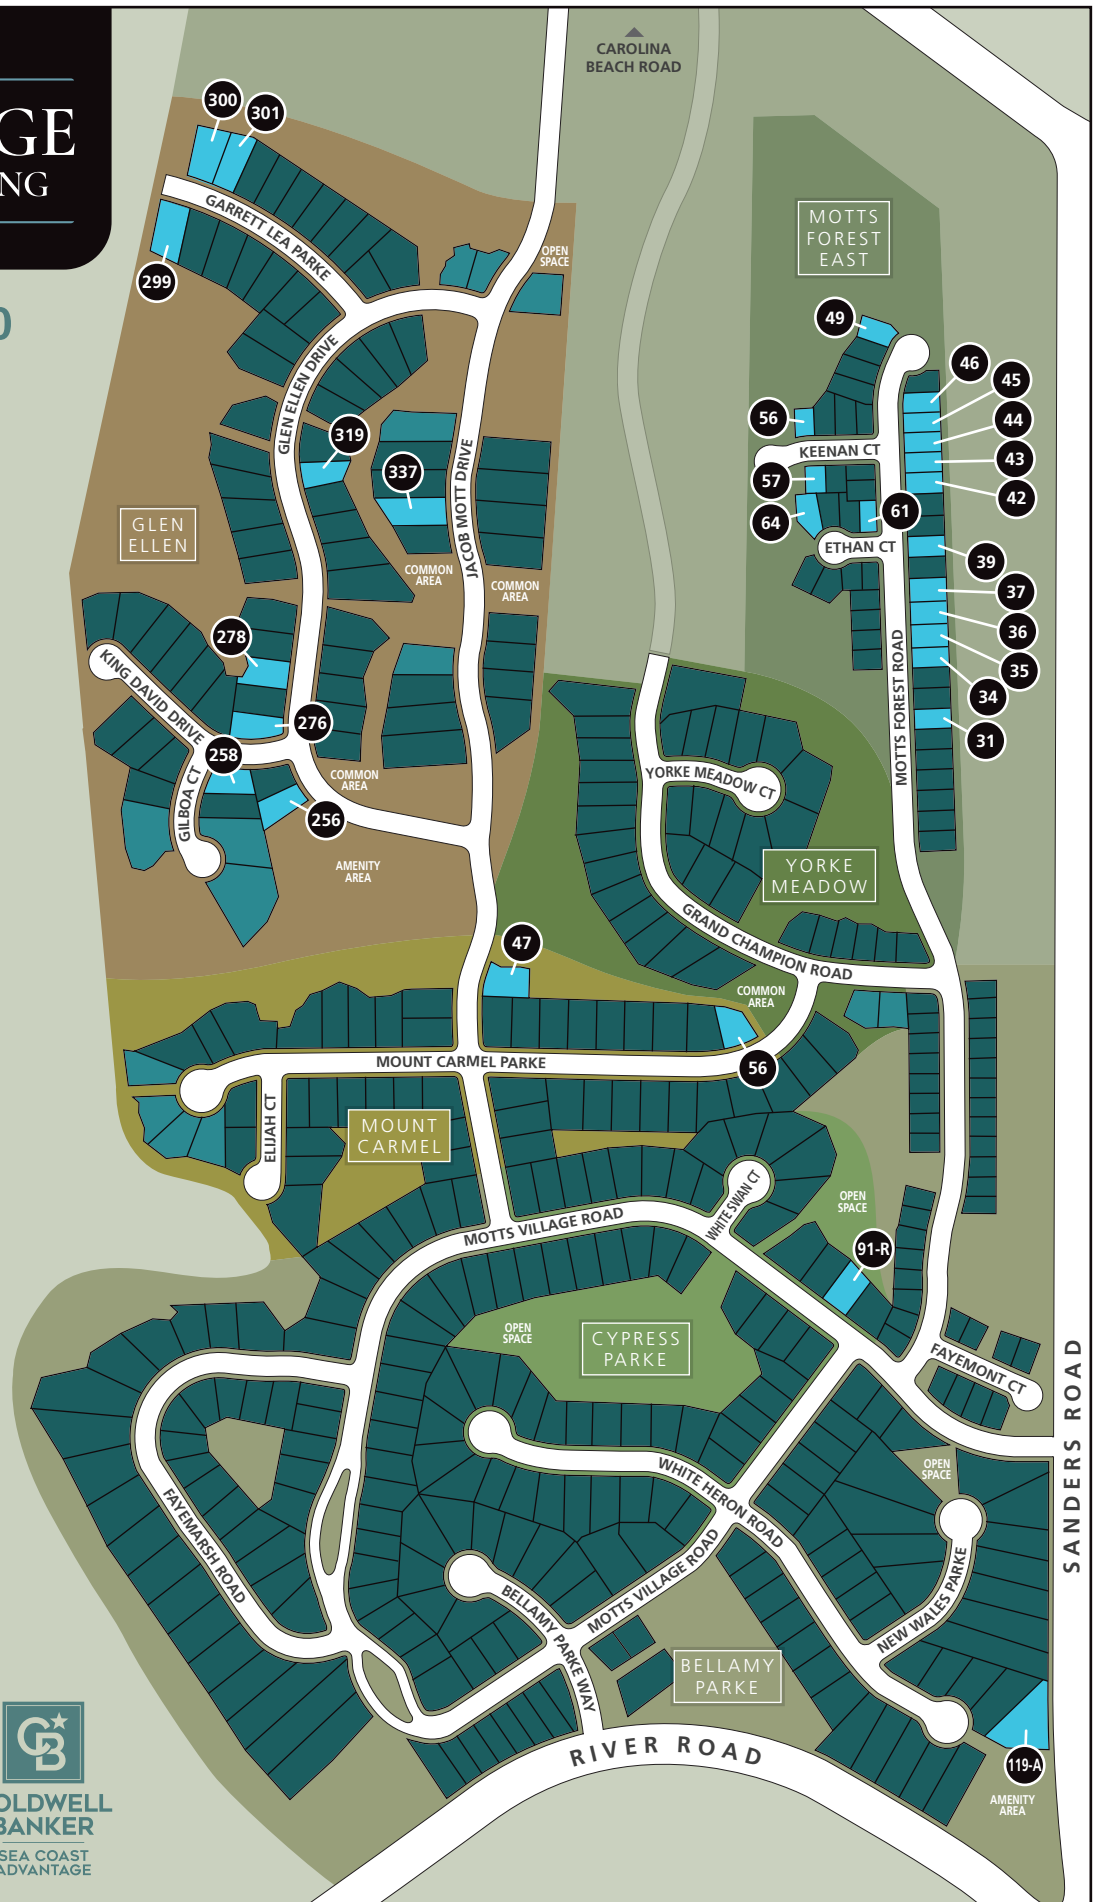 GE
NG
0
CAROLINA
BEACH ROAD
300
301
GARRETT LEA PARKE
299
OPEN
SPACE
MOTTS
FOREST
EAST
49
46
45
44
43
42
56
KEENAN CT
57
64
61
ETHAN CT
39
37
36
35
34
31
MOTTS FOREST ROAD
GLEN ELLEN DRIVE
319
337
JACOB MOTT DRIVE
GLEN
ELLEN
COMMON
AREA
COMMON
AREA
278
KING DAVID DRIVE
276
258
GILBOA CT
COMMON
AREA
256
AMENITY
AREA
YORKE MEADOW CT
YORKE
MEADOW
GRAND CHAMPION ROAD
47
COMMON
AREA
56
MOUNT CARMEL PARKE
ELIJAH CT
MOUNT
CARMEL
WHITE SWAN CT
OPEN
SPACE
MOTTS VILLAGE ROAD
91-R
OPEN
SPACE
CYPRESS
PARKE
FAYEMONT CT
SANDERS ROAD
WHITE HERON ROAD
OPEN
SPACE
FAYEMARSH ROAD
MOTTS VILLAGE ROAD
BELLAMY PARKE WAY
NEW WALES PARKE
BELLAMY
PARKE
RIVER ROAD
119-A
AMENITY
AREA
CB
OLDWELL
BANKER
SEA COAST
ADVANTAGE